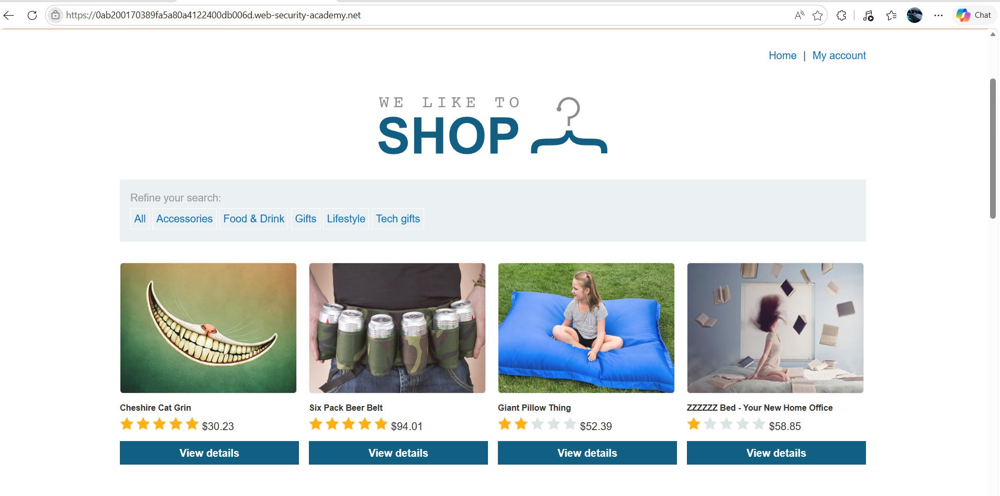 https://0ab200170389fa5a80a4122400db006d.web-security-academy.net
Chat
Home | My account
WE LIKE TO
SHOP
Refine your search:
All Accessories Food & Drink Gifts Lifestyle Tech gifts
Cheshire Cat Grin
$30.23
View details
Six Pack Beer Belt
$94.01
View details
Giant Pillow Thing
$52.39
View details
ZZZZZZ Bed - Your New Home Office
$58.85
View details